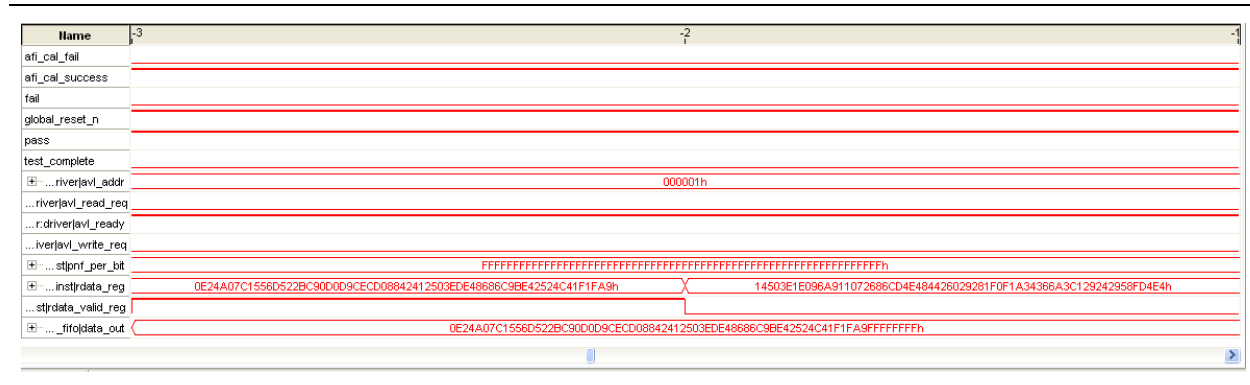 Name -3 -2 -1
afi_cal_fail
afi_cal_success
fail
global_reset_n
pass
test_complete
...river|avl_addr 000001h
...river|avl_read_req
...r:driver|avl_ready
...iver|avl_write_req
...st|pnf_per_bit FFFFFFFFFFFFFFFFFFFFFFFFFFFFFFFFFFFFFFFFFFFFFFFFFFFFFFFFFFFFFFFFh
...inst|rdata_reg 0E24A07C1556D522BC90D0D9CECD08842412503EDE48686C9BE42524C41F1FA9h 14503E1E096A911072686CD4E484426029281F0F1A34366A3C129242958FD4E4h
...st|rdata_valid_reg
..._fifo|data_out 0E24A07C1556D522BC90D0D9CECD08842412503EDE48686C9BE42524C41F1FA9FFFFFFFFh